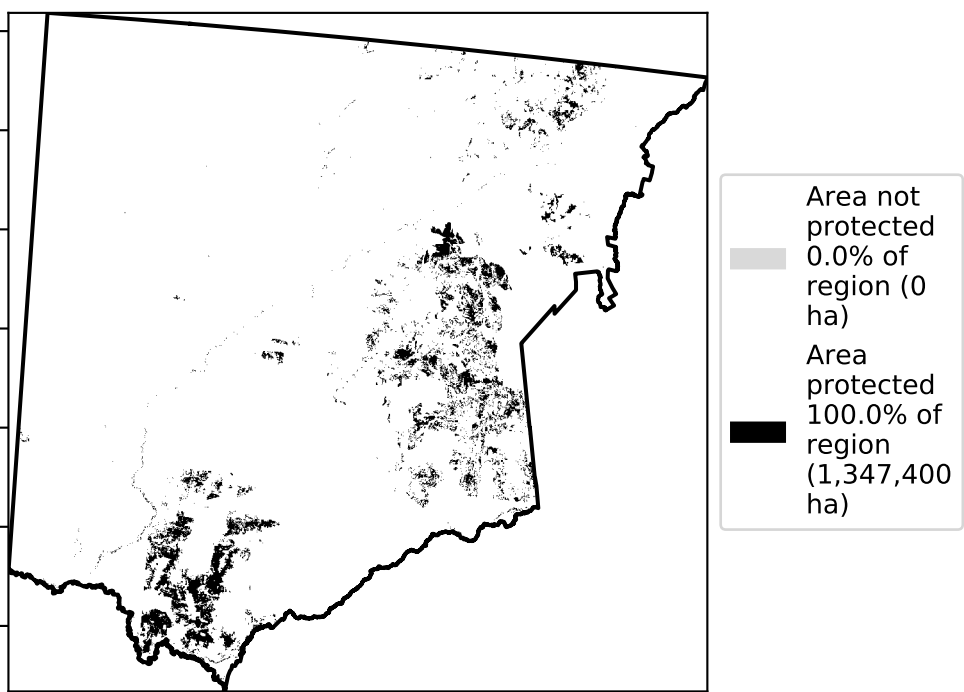 Area not
protected
0.0% of
region (0
ha)
Area
protected
100.0% of
region
(1,347,400
ha)